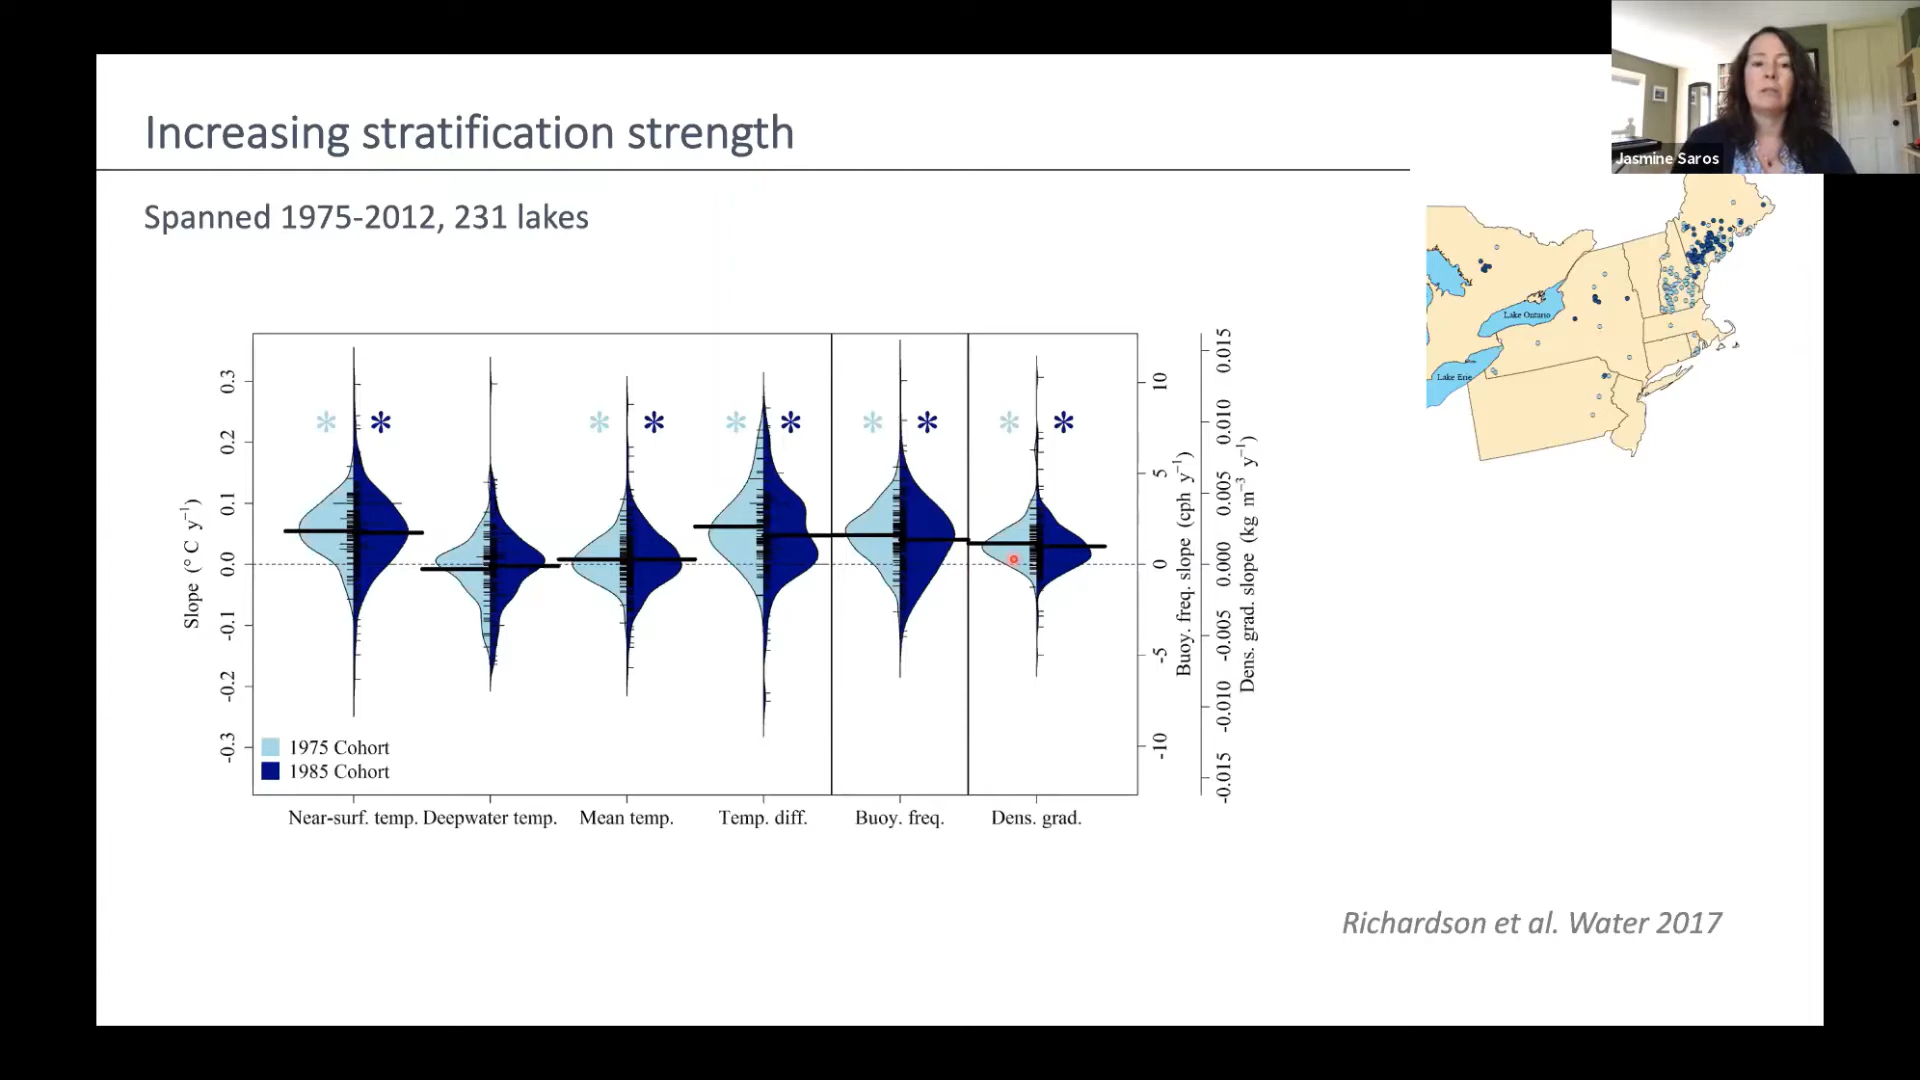 Jasmine Saros
Increasing stratification strength
Spanned 1975-2012, 231 lakes
Lake Ontario
Lake Erie
Slope (° C y⁻¹)
0.3
0.2
0.1
0.0
-0.1
-0.2
-0.3
* * * * * * * * * *
1975 Cohort
1985 Cohort
Near-surf. temp. Deepwater temp. Mean temp. Temp. diff. Buoy. freq. Dens. grad.
10
5
0
-5
-10
Buoy. freq. slope (cph y⁻¹)
0.015
0.010
0.005
0.000
-0.005
-0.010
-0.015
Dens. grad. slope (kg m⁻³ y⁻¹)
Richardson et al. Water 2017